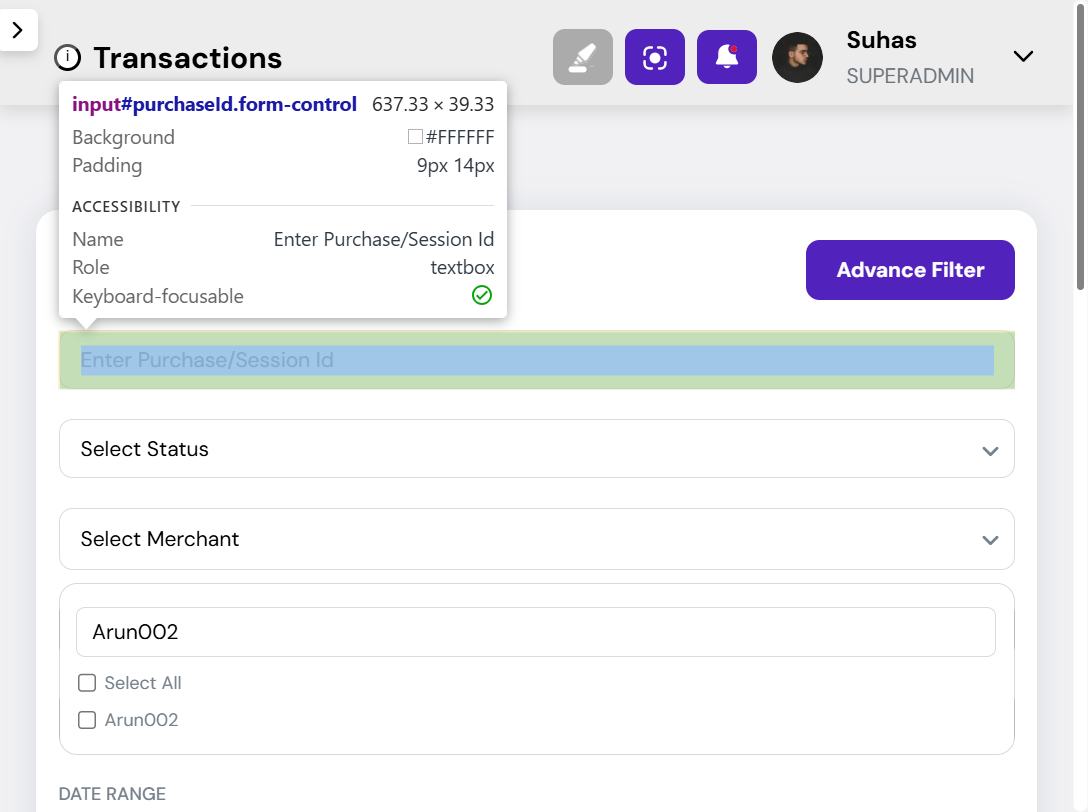 Transactions
Suhas
SUPERADMIN
input#purchaseId.form-control 637.33 × 39.33
Background #FFFFFF
Padding 9px 14px
ACCESSIBILITY
Name Enter Purchase/Session Id
Role textbox
Keyboard-focusable
Advance Filter
Enter Purchase/Session Id
Select Status
Select Merchant
Arun002
Select All
Arun002
DATE RANGE